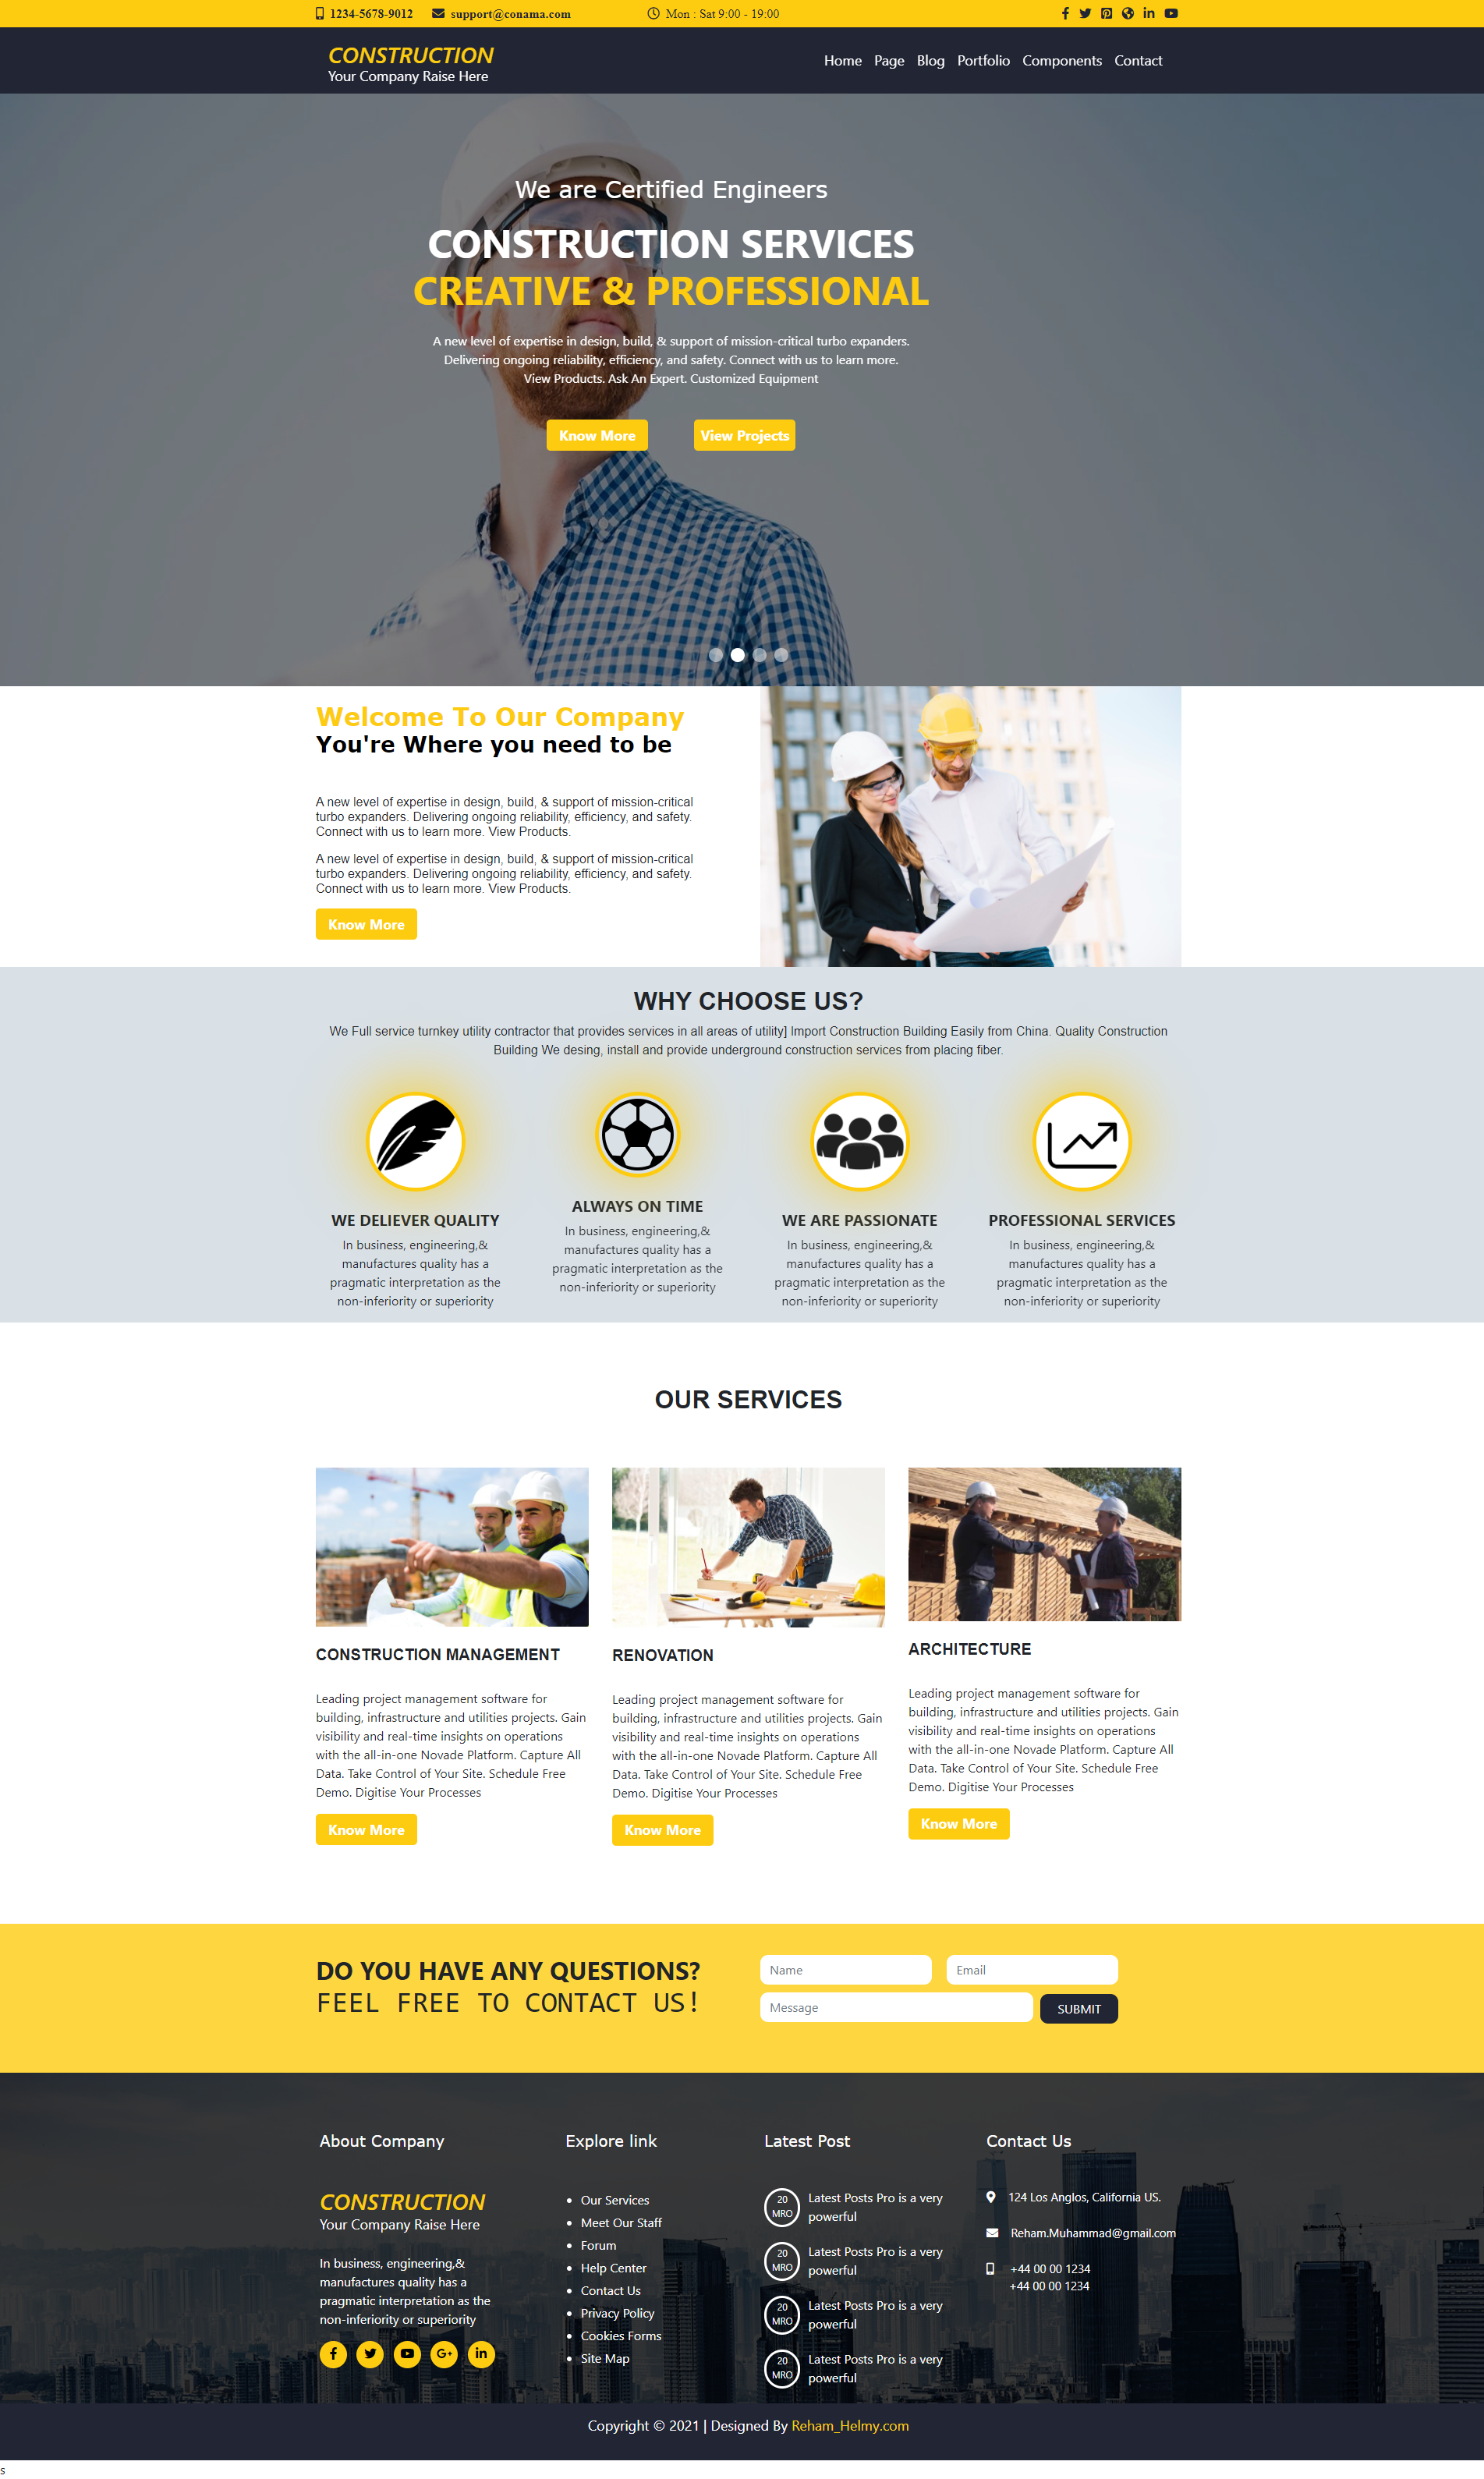 1234-5678-9012 support@conama.com Mon : Sat 9:00 - 19:00
CONSTRUCTION
Your Company Raise Here
Home Page Blog Portfolio Components Contact
We are Certified Engineers
CONSTRUCTION SERVICES
CREATIVE & PROFESSIONAL
A new level of expertise in design, build, & support of mission-critical turbo expanders.
Delivering ongoing reliability, efficiency, and safety. Connect with us to learn more.
View Products. Ask An Expert. Customized Equipment
Know More View Projects
Welcome To Our Company
You're Where you need to be
A new level of expertise in design, build, & support of mission-critical
turbo expanders. Delivering ongoing reliability, efficiency, and safety.
Connect with us to learn more. View Products.
A new level of expertise in design, build, & support of mission-critical
turbo expanders. Delivering ongoing reliability, efficiency, and safety.
Connect with us to learn more. View Products.
Know More
WHY CHOOSE US?
We Full service turnkey utility contractor that provides services in all areas of utility] Import Construction Building Easily from China. Quality Construction
Building We desing, install and provide underground construction services from placing fiber.
WE DELIEVER QUALITY
In business, engineering,&
manufactures quality has a
pragmatic interpretation as the
non-inferiority or superiority
ALWAYS ON TIME
In business, engineering,&
manufactures quality has a
pragmatic interpretation as the
non-inferiority or superiority
WE ARE PASSIONATE
In business, engineering,&
manufactures quality has a
pragmatic interpretation as the
non-inferiority or superiority
PROFESSIONAL SERVICES
In business, engineering,&
manufactures quality has a
pragmatic interpretation as the
non-inferiority or superiority
OUR SERVICES
CONSTRUCTION MANAGEMENT
Leading project management software for
building, infrastructure and utilities projects. Gain
visibility and real-time insights on operations
with the all-in-one Novade Platform. Capture All
Data. Take Control of Your Site. Schedule Free
Demo. Digitise Your Processes
Know More
RENOVATION
Leading project management software for
building, infrastructure and utilities projects. Gain
visibility and real-time insights on operations
with the all-in-one Novade Platform. Capture All
Data. Take Control of Your Site. Schedule Free
Demo. Digitise Your Processes
Know More
ARCHITECTURE
Leading project management software for
building, infrastructure and utilities projects. Gain
visibility and real-time insights on operations
with the all-in-one Novade Platform. Capture All
Data. Take Control of Your Site. Schedule Free
Demo. Digitise Your Processes
Know More
DO YOU HAVE ANY QUESTIONS?
FEEL FREE TO CONTACT US!
Name Email
Message SUBMIT
About Company
CONSTRUCTION
Your Company Raise Here
In business, engineering,&
manufactures quality has a
pragmatic interpretation as the
non-inferiority or superiority
Explore link
Our Services
Meet Our Staff
Forum
Help Center
Contact Us
Privacy Policy
Cookies Forms
Site Map
Latest Post
20
MRO
Latest Posts Pro is a very
powerful
20
MRO
Latest Posts Pro is a very
powerful
20
MRO
Latest Posts Pro is a very
powerful
20
MRO
Latest Posts Pro is a very
powerful
Contact Us
124 Los Anglos, California US.
Reham.Muhammad@gmail.com
+44 00 00 1234
+44 00 00 1234
Copyright © 2021 | Designed By Reham_Helmy.com
s